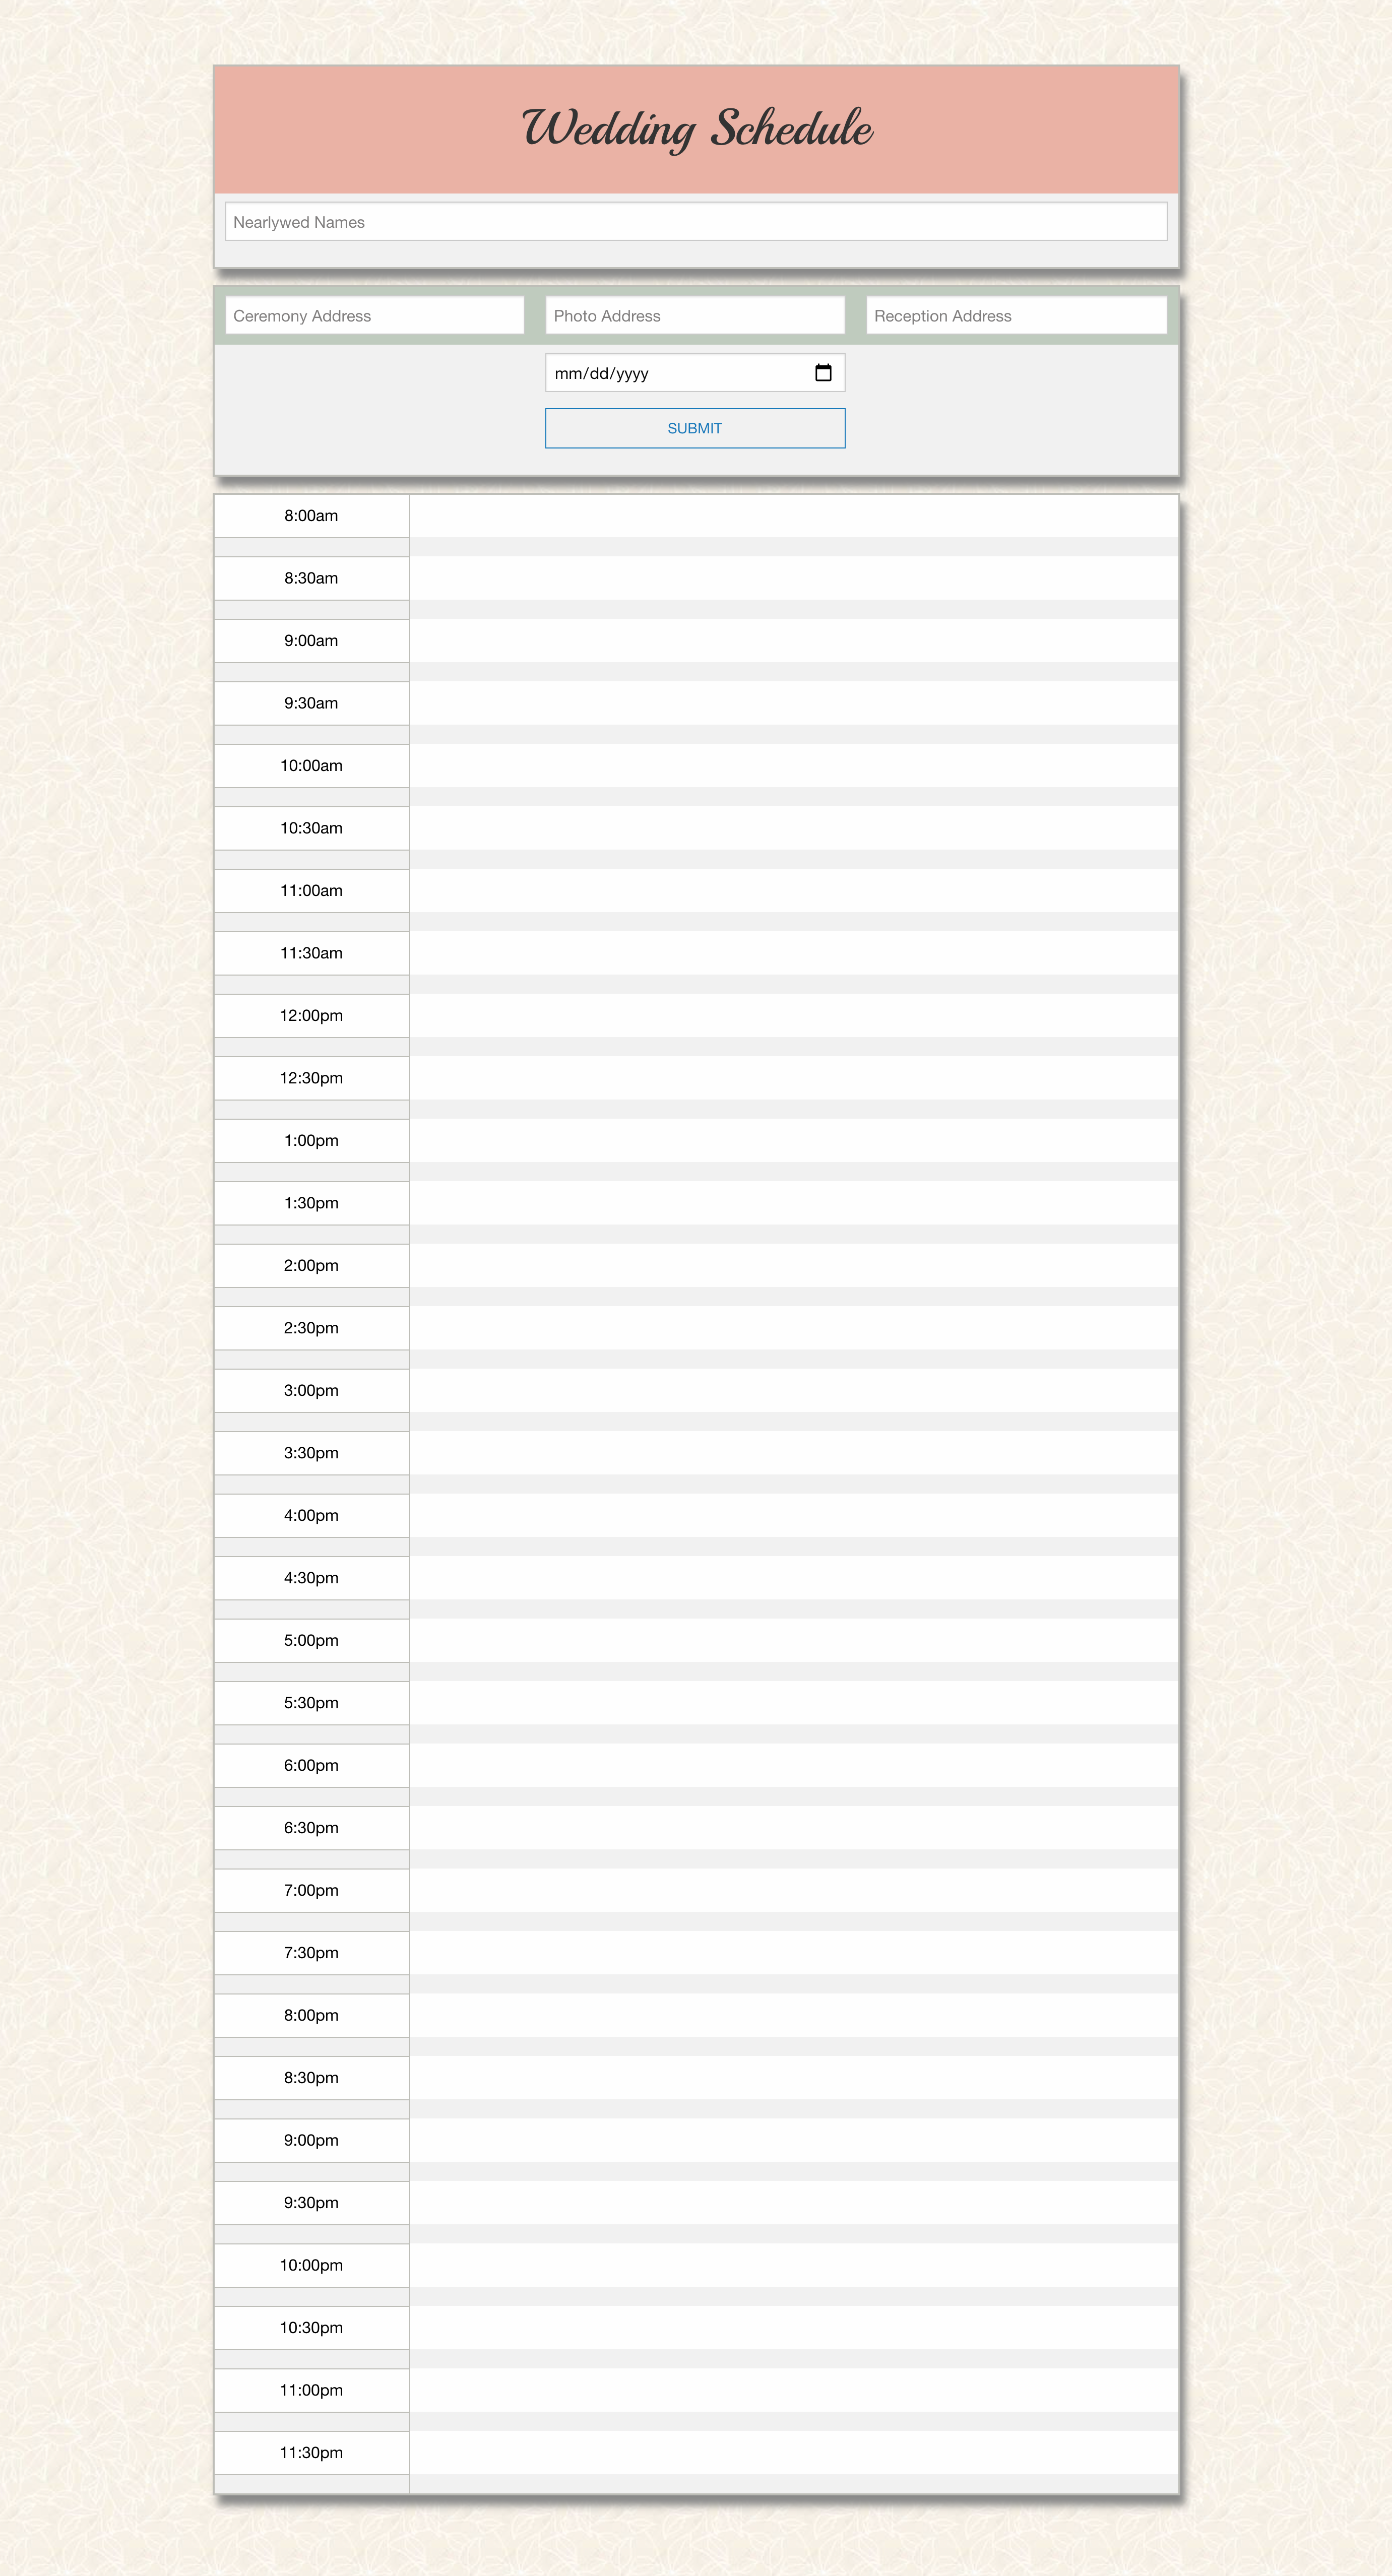 Wedding Schedule
Nearlywed Names
Ceremony Address
Photo Address
Reception Address
mm/dd/yyyy
SUBMIT
8:00am
8:30am
9:00am
9:30am
10:00am
10:30am
11:00am
11:30am
12:00pm
12:30pm
1:00pm
1:30pm
2:00pm
2:30pm
3:00pm
3:30pm
4:00pm
4:30pm
5:00pm
5:30pm
6:00pm
6:30pm
7:00pm
7:30pm
8:00pm
8:30pm
9:00pm
9:30pm
10:00pm
10:30pm
11:00pm
11:30pm